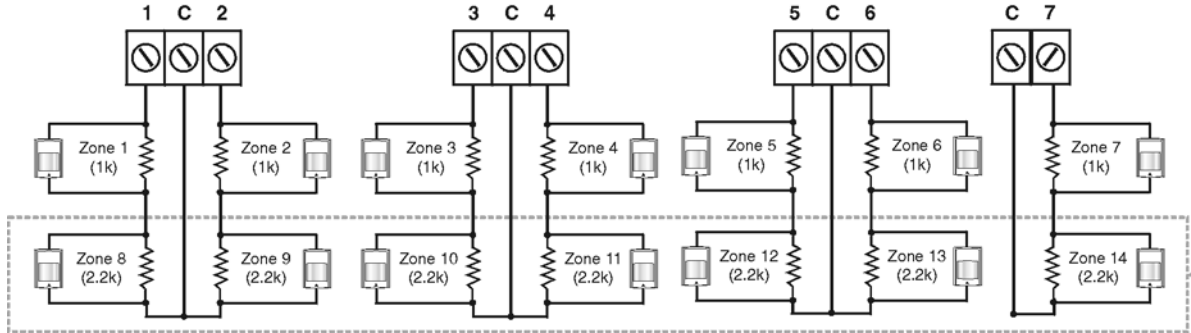 1 C 2 3 C 4 5 C 6 C 7
Zone 1 Zone 2 Zone 3 Zone 4 Zone 5 Zone 6 Zone 7
(1k) (1k) (1k) (1k) (1k) (1k) (1k)
Zone 8 Zone 9 Zone 10 Zone 11 Zone 12 Zone 13 Zone 14
(2.2k) (2.2k) (2.2k) (2.2k) (2.2k) (2.2k) (2.2k)